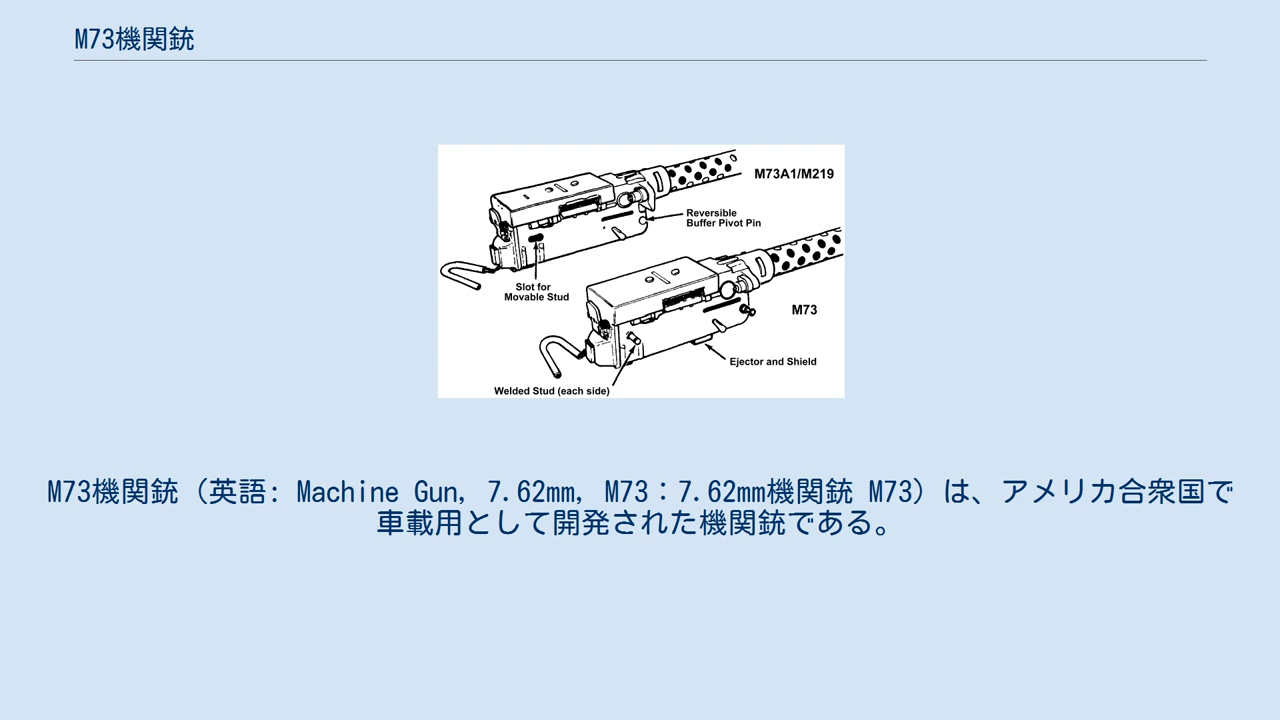 M73機関銃
M73A1/M219
Reversible
Buffer Pivot Pin
Slot for
Movable Stud
M73
Ejector and Shield
Welded Stud (each side)
M73機関銃（英語: Machine Gun, 7.62mm, M73：7.62mm機関銃 M73）は、アメリカ合衆国で
車載用として開発された機関銃である。